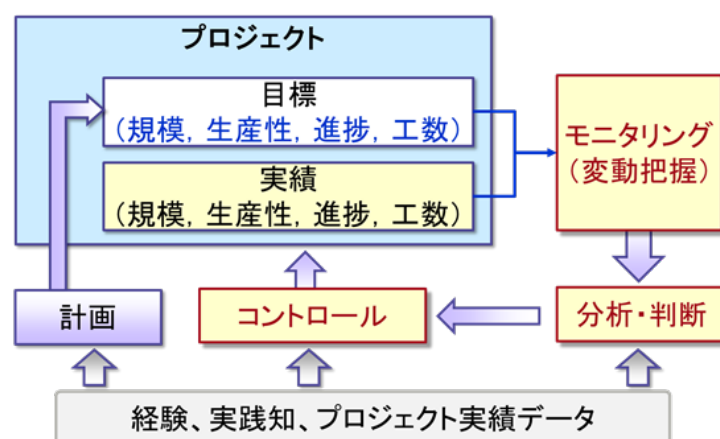 プロジェクト
目標
（規模，生産性，進捗，工数）
実績
（規模，生産性，進捗，工数）
モニタリング
（変動把握）
計画
コントロール
分析・判断
経験、実践知、プロジェクト実績データ